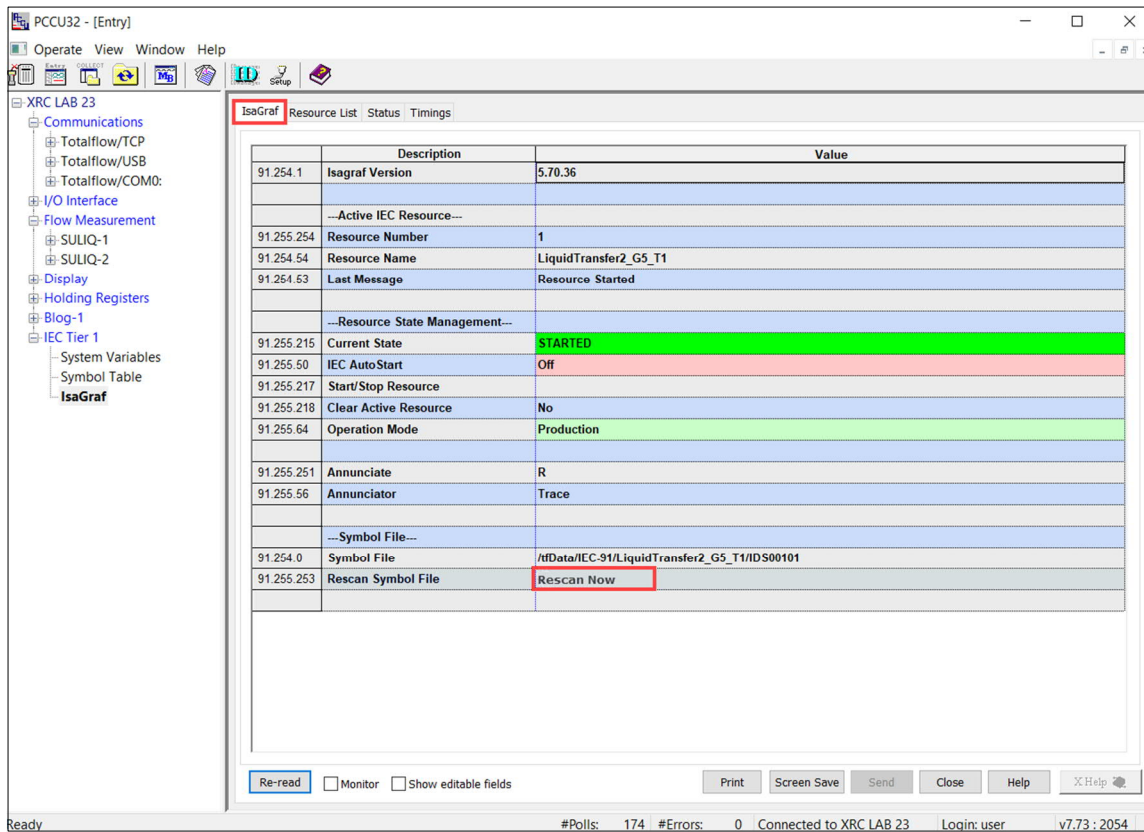 PCCU32 - [Entry]
Operate View Window Help
Entry COLLECT MB ID Setup
XRC LAB 23
Communications
Totalflow/TCP
Totalflow/USB
Totalflow/COM0:
I/O Interface
Flow Measurement
SULIQ-1
SULIQ-2
Display
Holding Registers
Blog-1
IEC Tier 1
System Variables
Symbol Table
IsaGraf
IsaGraf Resource List Status Timings
Description Value
91.254.1 Isagraf Version 5.70.36
---Active IEC Resource---
91.255.254 Resource Number 1
91.254.54 Resource Name LiquidTransfer2_G5_T1
91.254.53 Last Message Resource Started
---Resource State Management---
91.255.215 Current State STARTED
91.255.50 IEC AutoStart Off
91.255.217 Start/Stop Resource
91.255.218 Clear Active Resource No
91.255.64 Operation Mode Production
91.255.251 Annunciate R
91.255.56 Annunciator Trace
---Symbol File---
91.254.0 Symbol File /tfData/IEC-91/LiquidTransfer2_G5_T1/IDS00101
91.255.253 Rescan Symbol File Rescan Now
Re-read Monitor Show editable fields Print Screen Save Send Close Help X Help
Ready #Polls: 174 #Errors: 0 Connected to XRC LAB 23 Login: user v7.73 : 2054